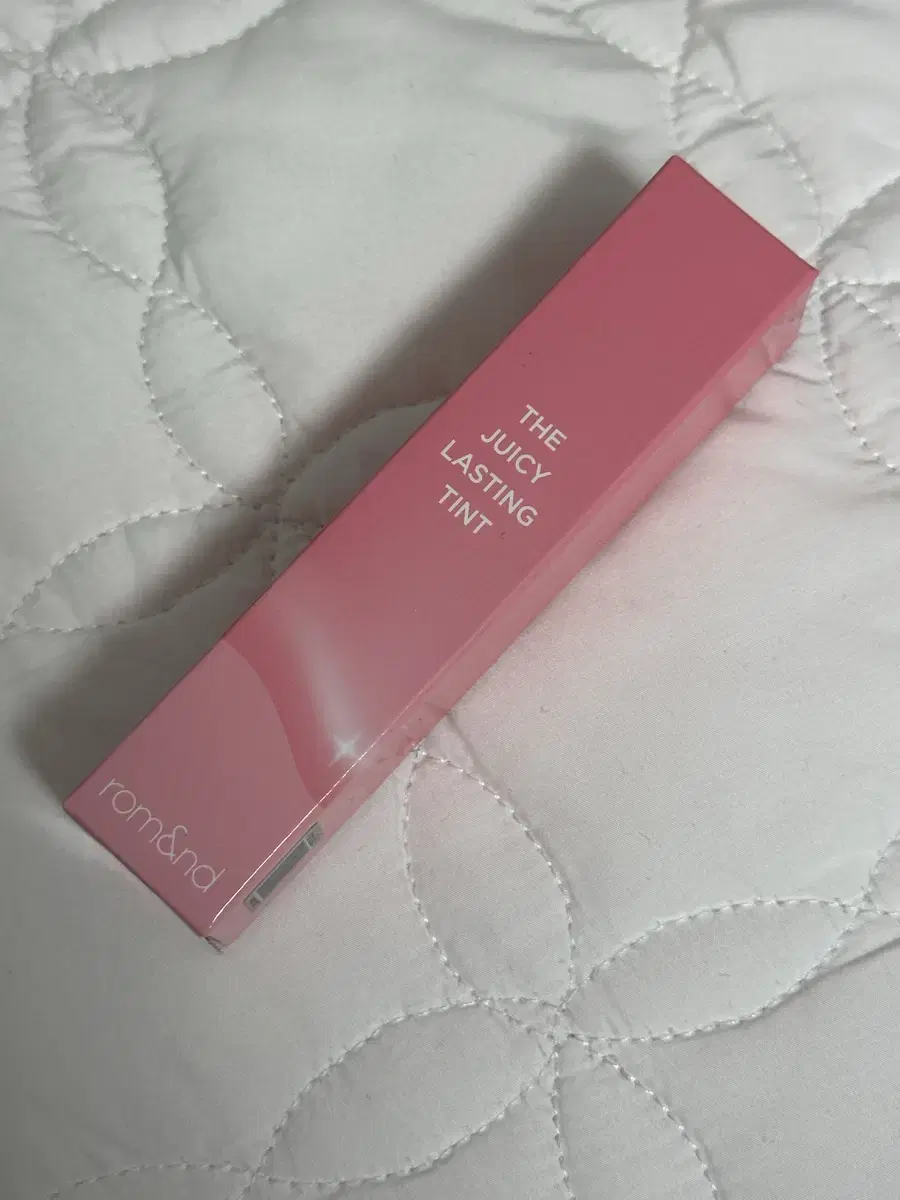 THE
JUICY
LASTING
TINT
rom&nd